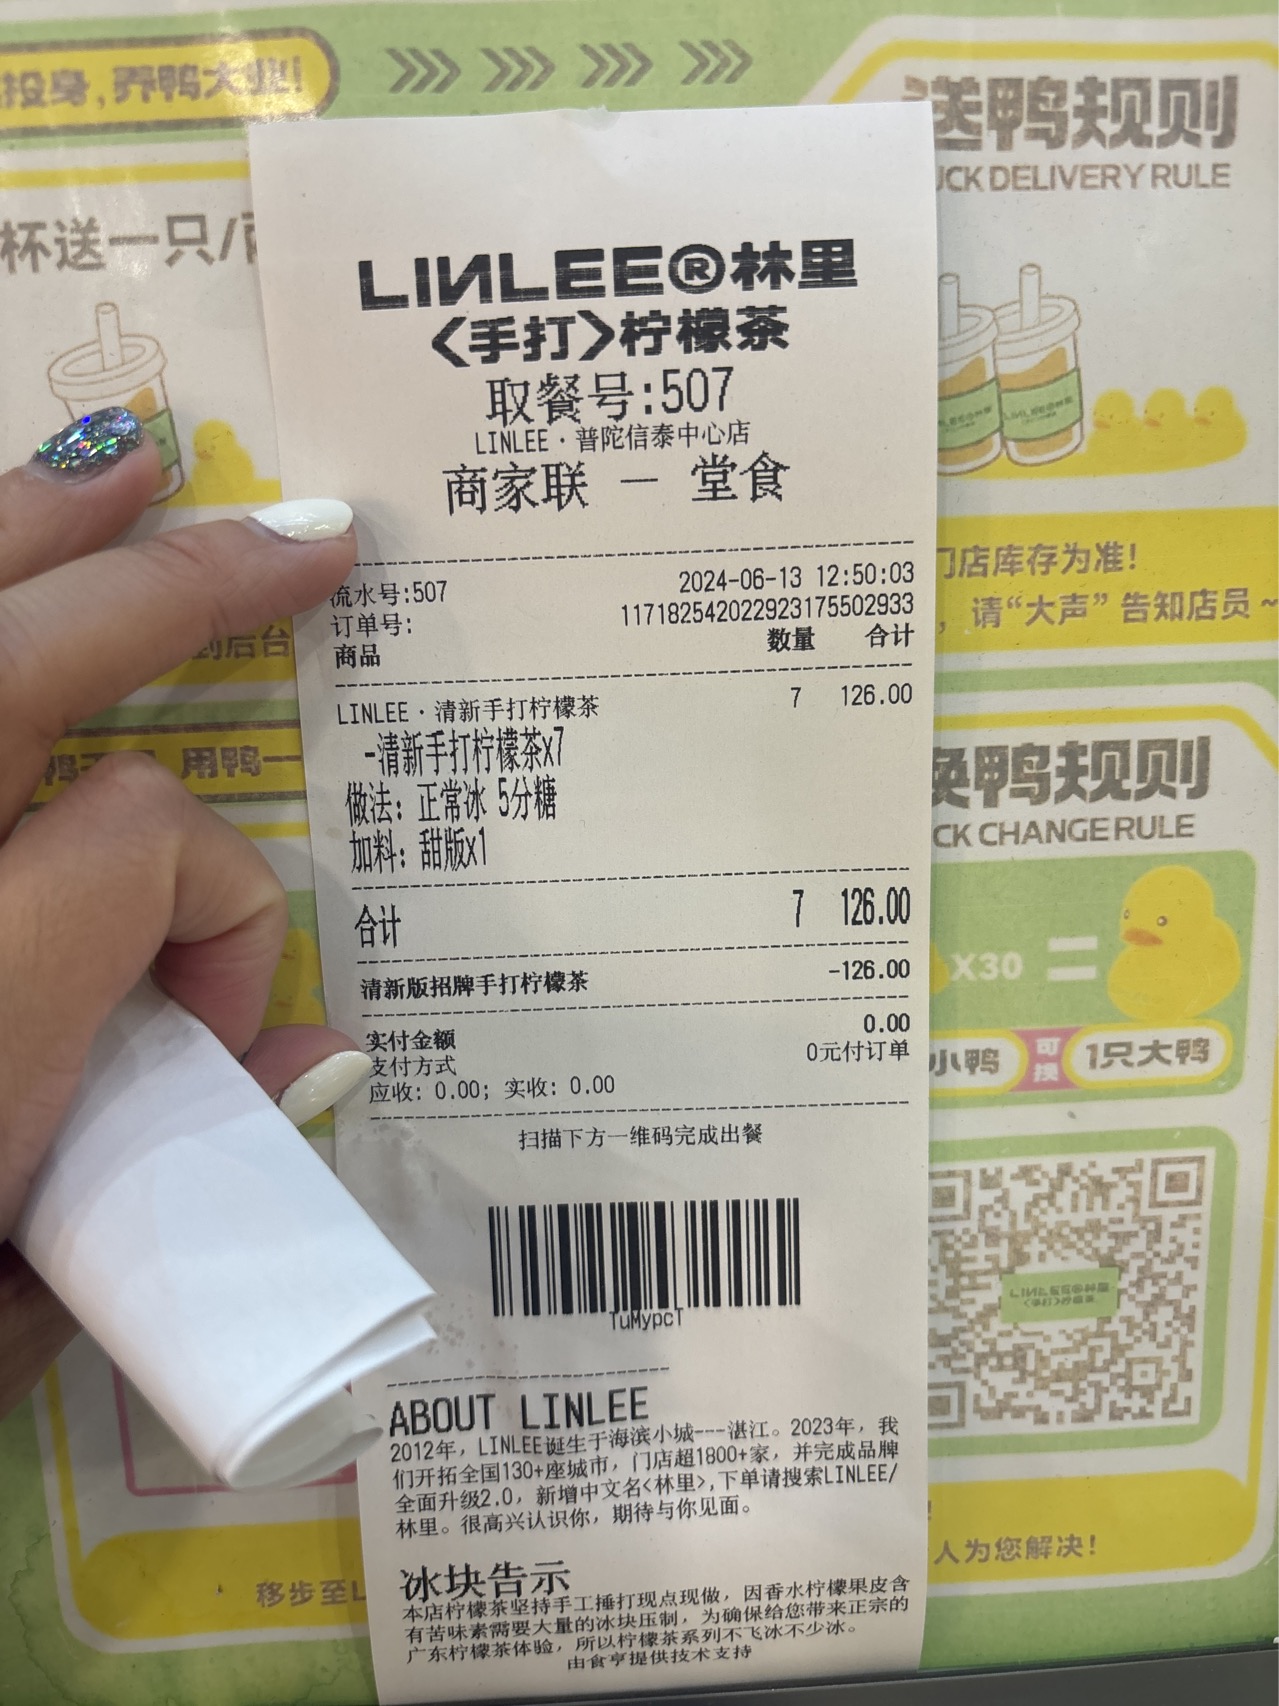 投身,养鸭大业!
送鸭规则
UCK DELIVERY RULE
杯送一只/
LINLEE®林里
<手打>柠檬茶
取餐号:507
LINLEE·普陀信泰中心店
商家联 — 堂食
流水号:507 2024-06-13 12:50:03
订单号: 11718254202292317550​2933
商品 数量 合计
LINLEE·清新手打柠檬茶 7 126.00
-清新手打柠檬茶x7
做法: 正常冰 5分糖
加料: 甜版x1
合计 7 126.00
清新版招牌手打柠檬茶 -126.00
实付金额 0.00
支付方式 0元付订单
应收: 0.00; 实收: 0.00
扫描下方一维码完成出餐
TuMypcT
ABOUT LINLEE
2012年, LINLEE诞生于海滨小城---湛江。2023年, 我
们开拓全国130+座城市, 门店超1800+家, 并完成品牌
全面升级2.0, 新增中文名<林里>,下单请搜索LINLEE/
林里。很高兴认识你, 期待与你见面。
冰块告示
本店柠檬茶坚持手工捶打现点现做, 因香水柠檬果皮含
有苦味素需要大量的冰块压制, 为确保给您带来正宗的
广东柠檬茶体验, 所以柠檬茶系列不飞冰不少冰。
由食亨提供技术支持
门店库存为准!
, 请“大声”告知店员~
到后台
用鸭一
换鸭规则
CK CHANGE RULE
X30 =
小鸭 可换 1只大鸭
LINLEE®林里
<手打>柠檬茶
人为您解决!
移步至L